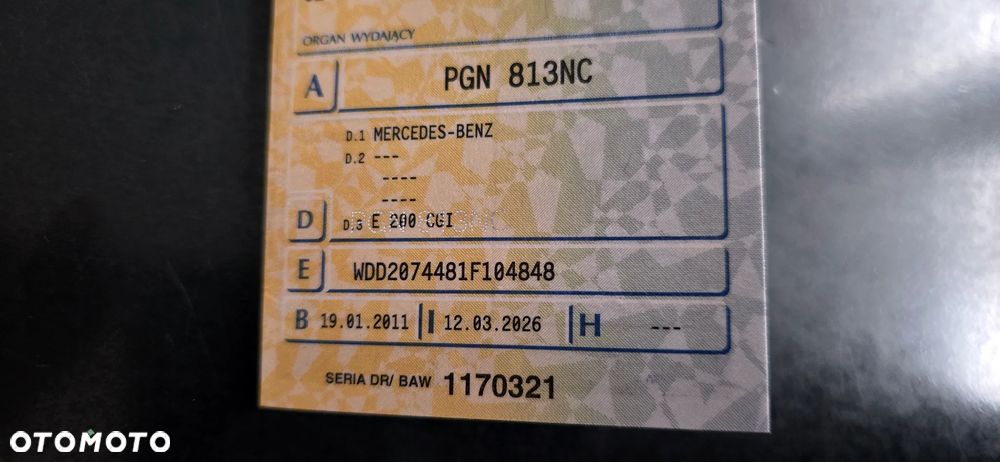 ORGAN WYDAJĄCY
A PGN 813NC
D.1 MERCEDES-BENZ
D.2 ---
----
----
D D.3 E 200 CGI
E WDD2074481F104848
B 19.01.2011 I 12.03.2026 H ---
SERIA DR/ BAW 1170321
OTOMOTO